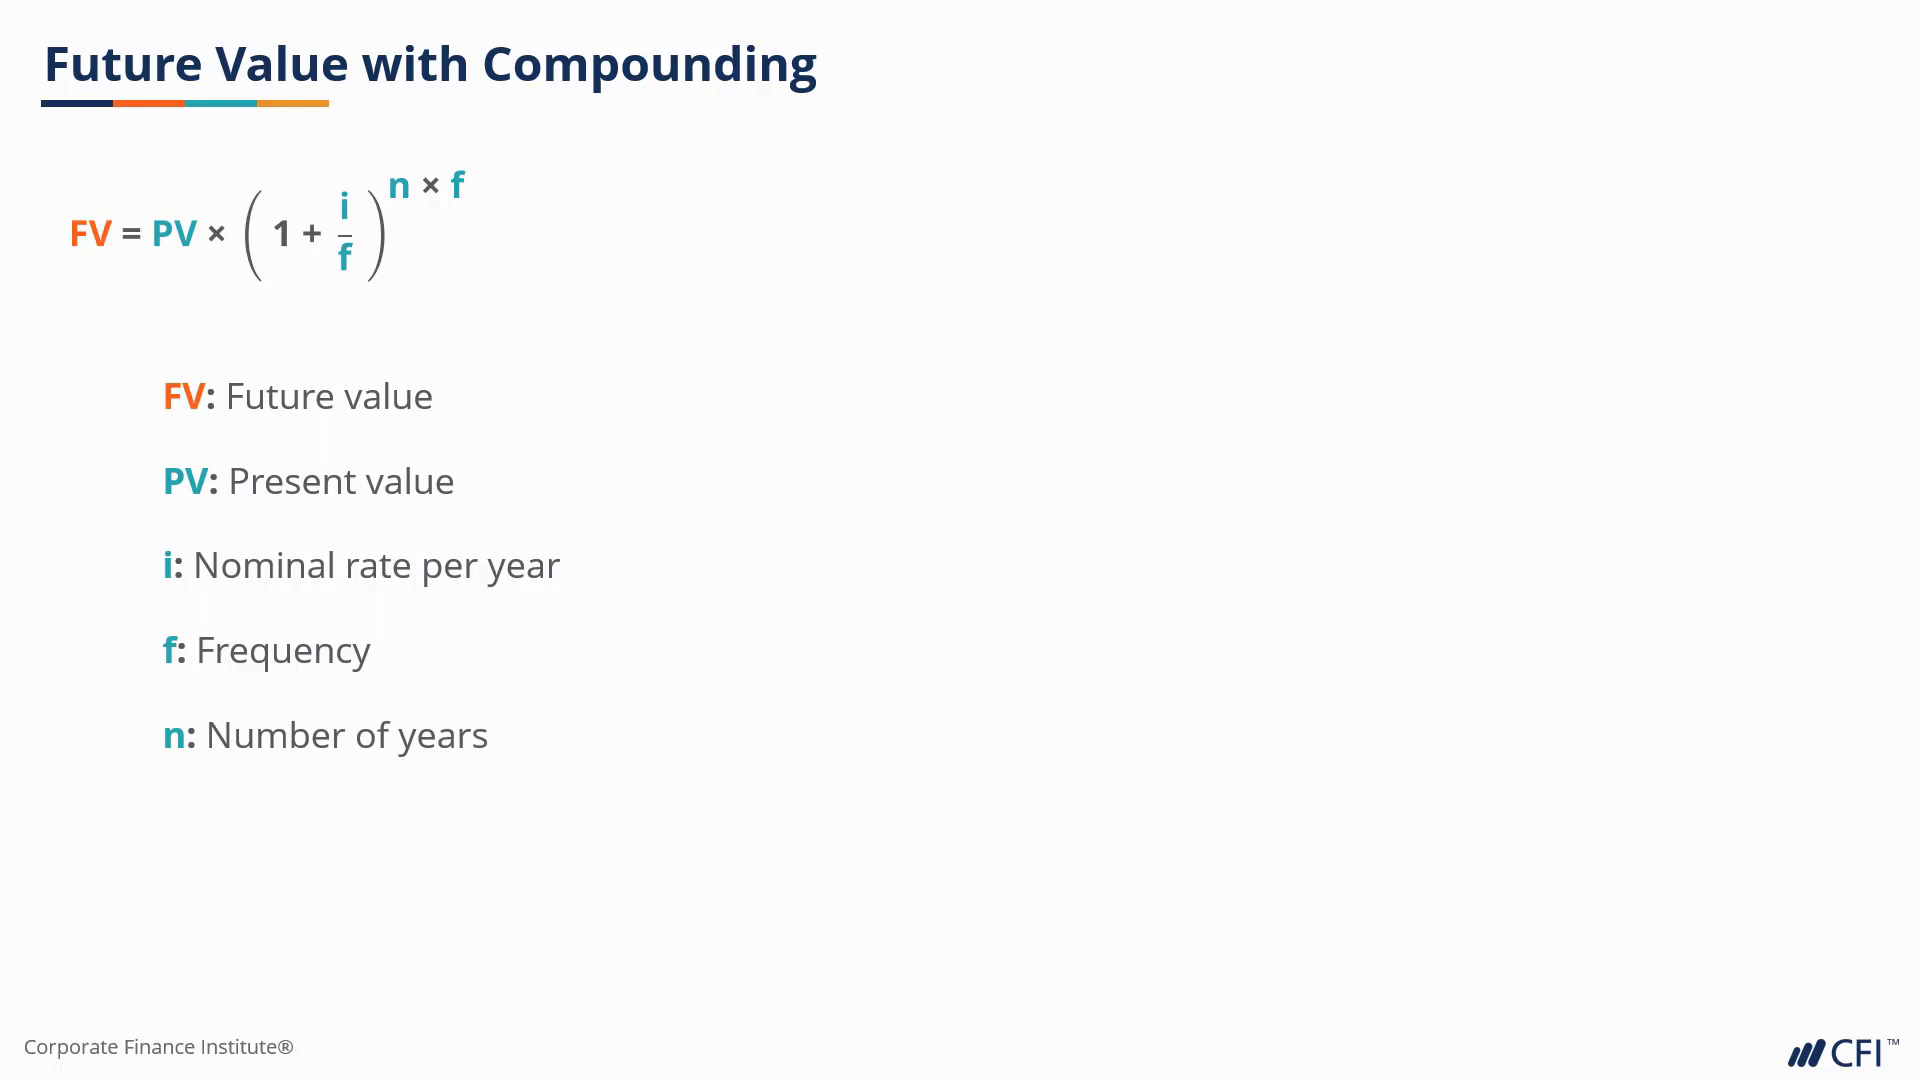 Future Value with Compounding
FV = PV × ( 1 + i/f ) n × f
FV: Future value
PV: Present value
i: Nominal rate per year
f: Frequency
n: Number of years
Corporate Finance Institute®
CFI™